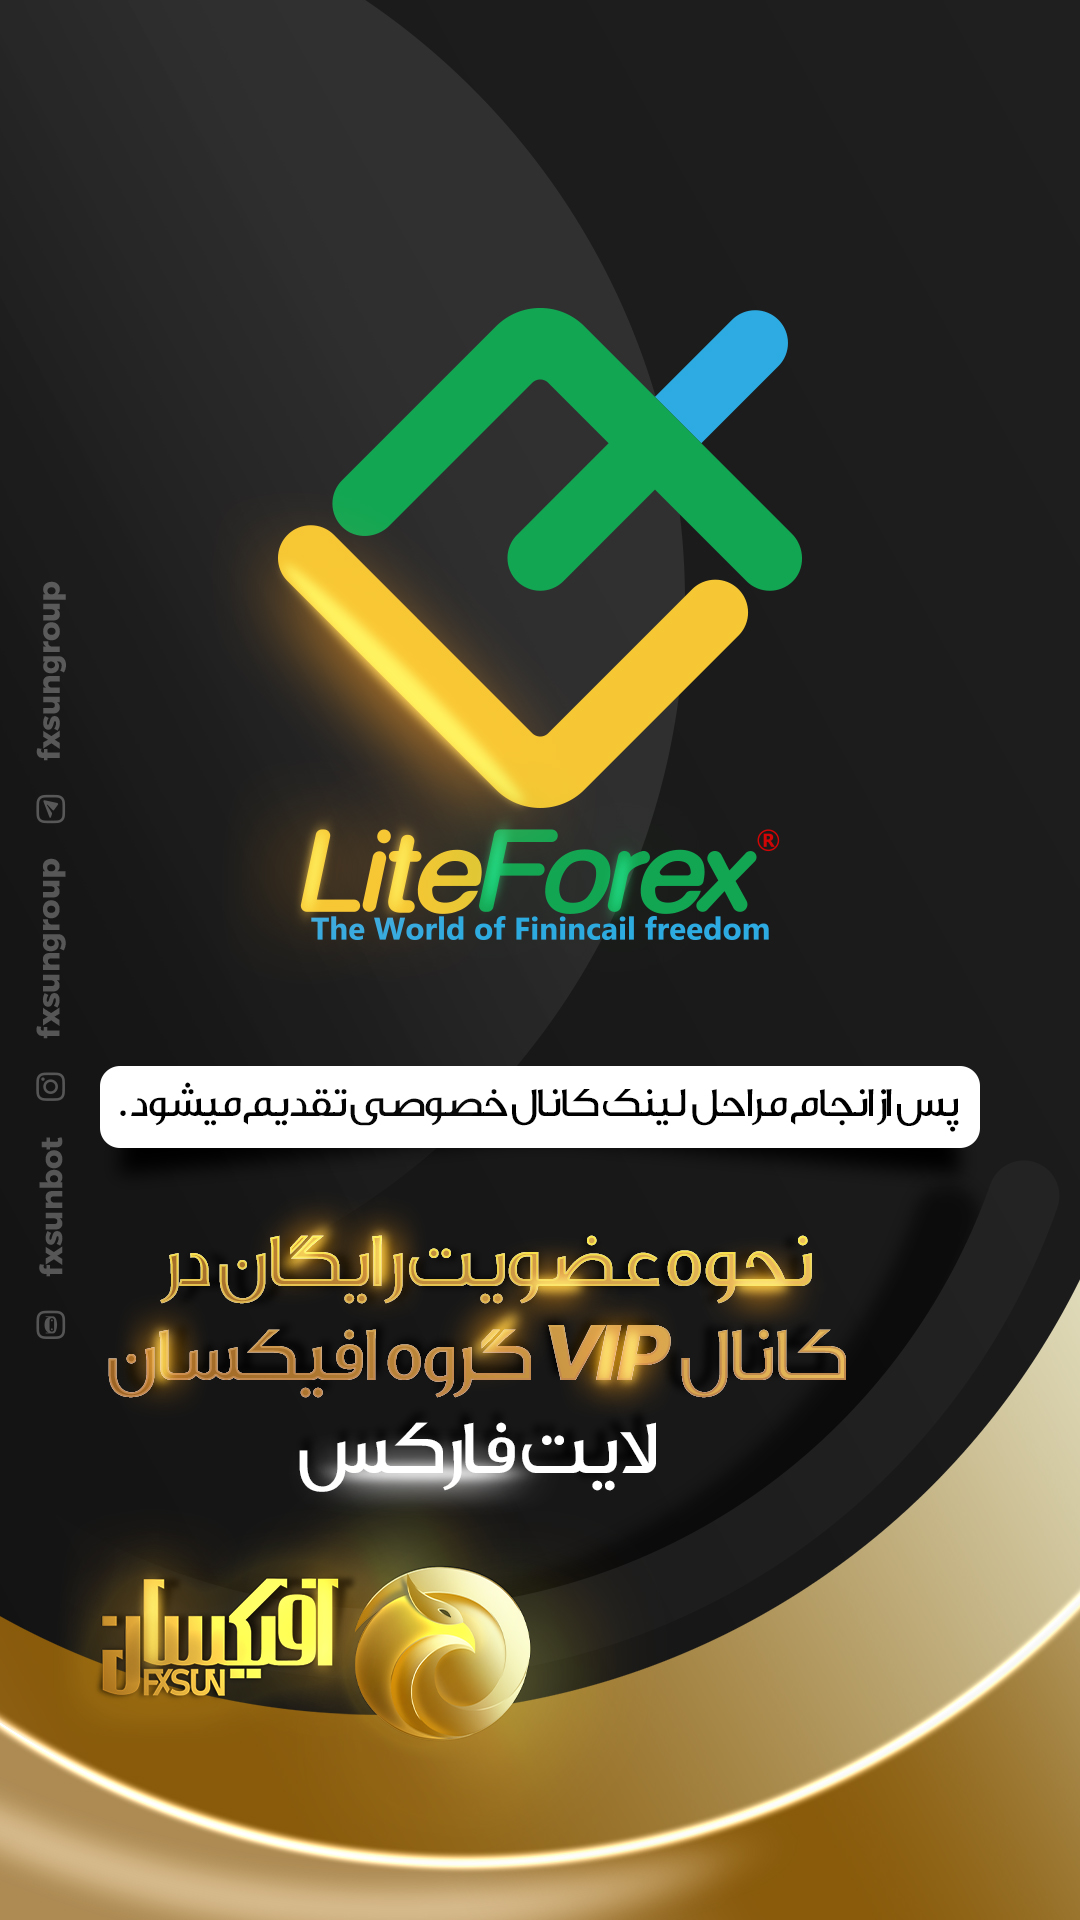 LiteForex®
The World of Finincail freedom
پس از انجام مراحل لینک کانال خصوصی تقدیم میشود .
نحوه عضویت رایگان در
کانال VIP گروه افیکسان
لایت فارکس
افیکسان
FXSUN
fxsungroup
fxsungroup
fxsunbot